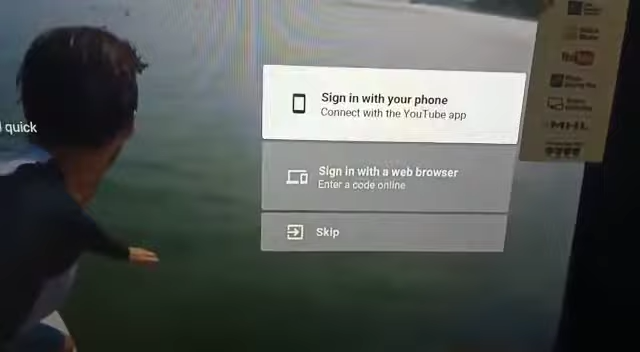 quick
Sign in with your phone
Connect with the YouTube app
Sign in with a web browser
Enter a code online
Skip
MHL